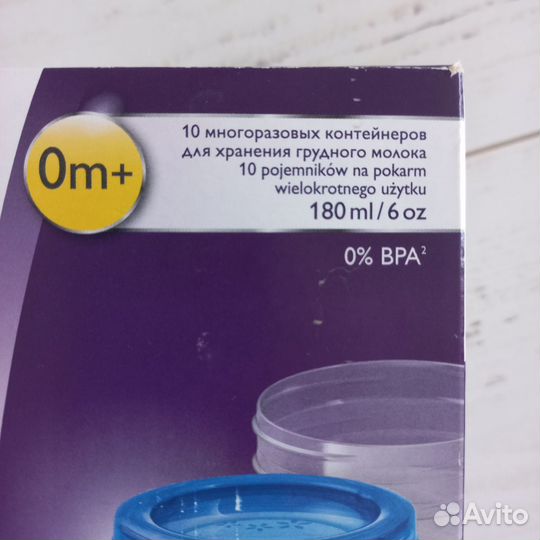 0m+
10 многоразовых контейнеров
для хранения грудного молока
10 pojemników na pokarm
wielokrotnego użytku
180 ml/6 oz
0% BPA²
Avito